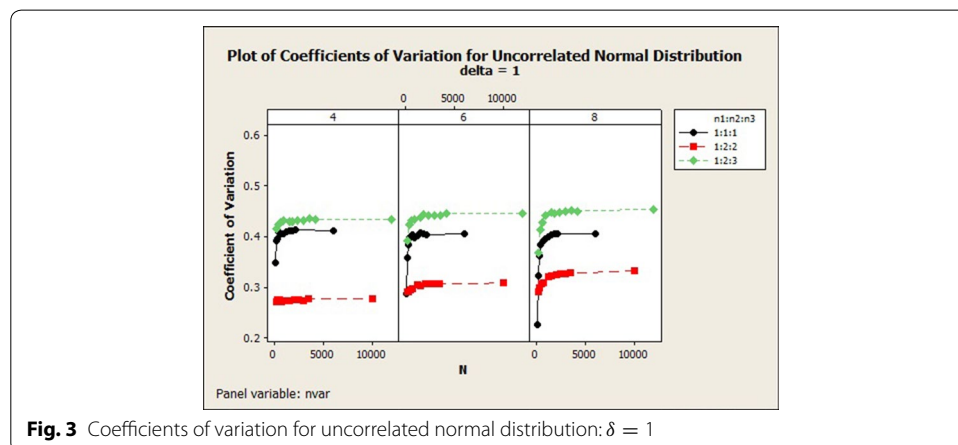 Plot of Coefficients of Variation for Uncorrelated Normal Distribution
delta = 1
0 5000 10000
4 6 8
n1:n2:n3
1:1:1
1:2:2
1:2:3
0.6
0.5
0.4
0.3
0.2
Coefficient of Variation
0 5000 10000 0 5000 10000
N
Panel variable: nvar
Fig. 3 Coefficients of variation for uncorrelated normal distribution: δ = 1